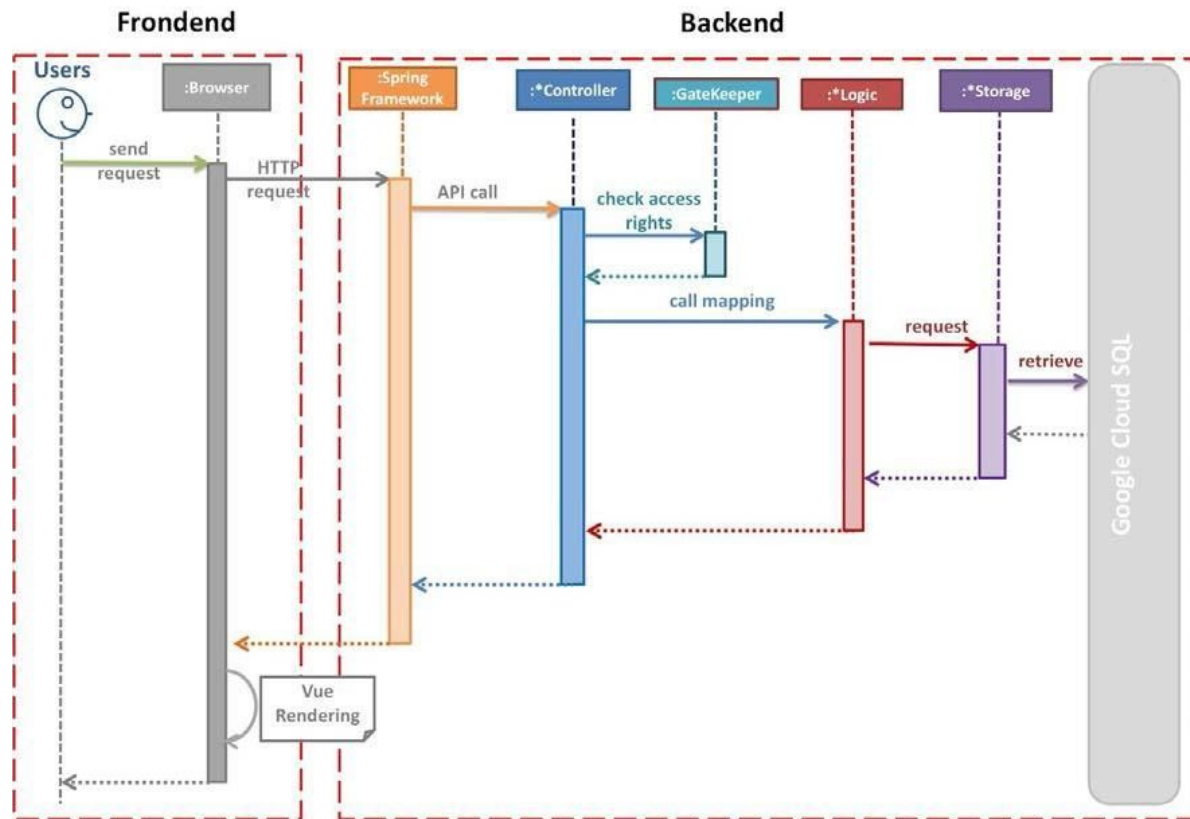 Frondend
Backend
Users
:Browser
:Spring
Framework
:*Controller
:GateKeeper
:*Logic
:*Storage
send
request
HTTP
request
API call
check access
rights
call mapping
request
retrieve
Google Cloud SQL
Vue
Rendering